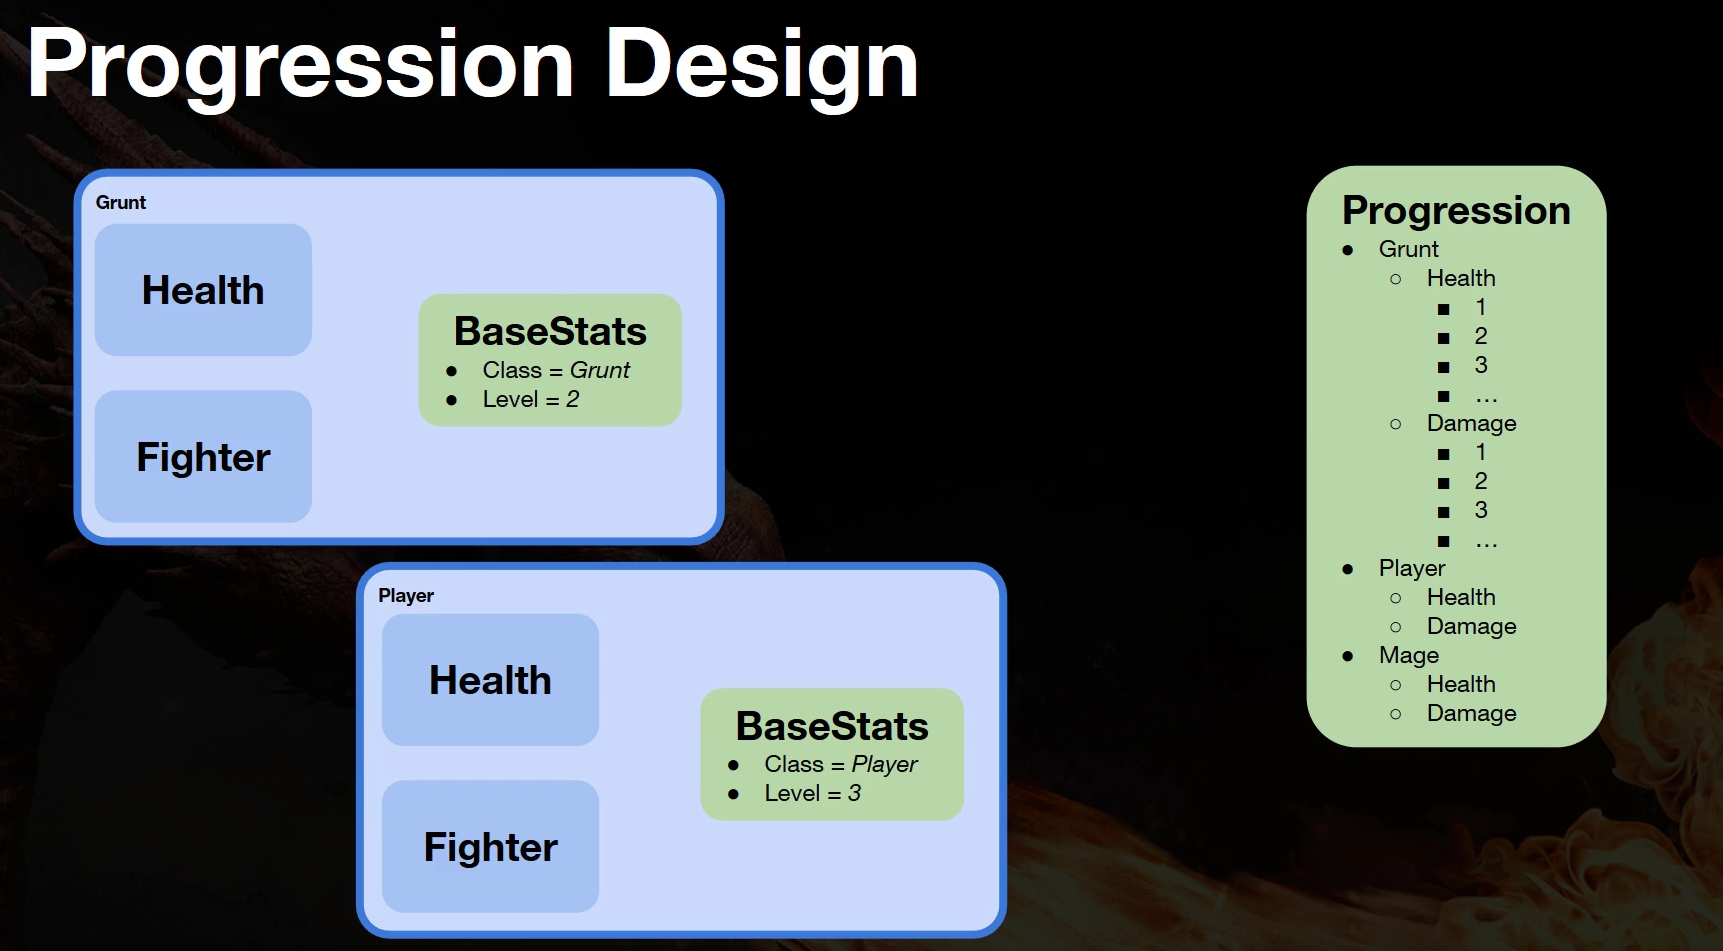 Progression Design
Grunt
Health
Fighter
BaseStats
● Class = Grunt
● Level = 2
Player
Health
Fighter
BaseStats
● Class = Player
● Level = 3
Progression
● Grunt
○ Health
■ 1
■ 2
■ 3
■ …
○ Damage
■ 1
■ 2
■ 3
■ …
● Player
○ Health
○ Damage
● Mage
○ Health
○ Damage